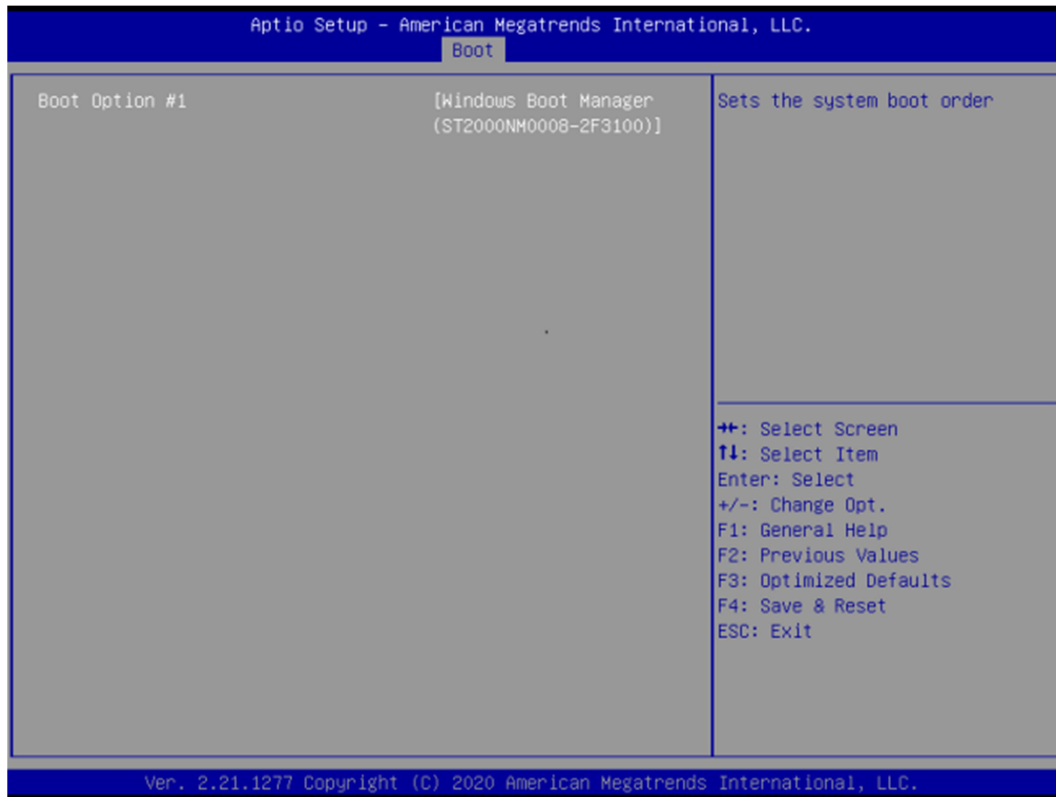 Aptio Setup – American Megatrends International, LLC.
Boot
Boot Option #1
[Windows Boot Manager
(ST2000NM0008-2F3100)]
Sets the system boot order
→←: Select Screen
↑↓: Select Item
Enter: Select
+/-: Change Opt.
F1: General Help
F2: Previous Values
F3: Optimized Defaults
F4: Save & Reset
ESC: Exit
Ver. 2.21.1277 Copyright (C) 2020 American Megatrends International, LLC.